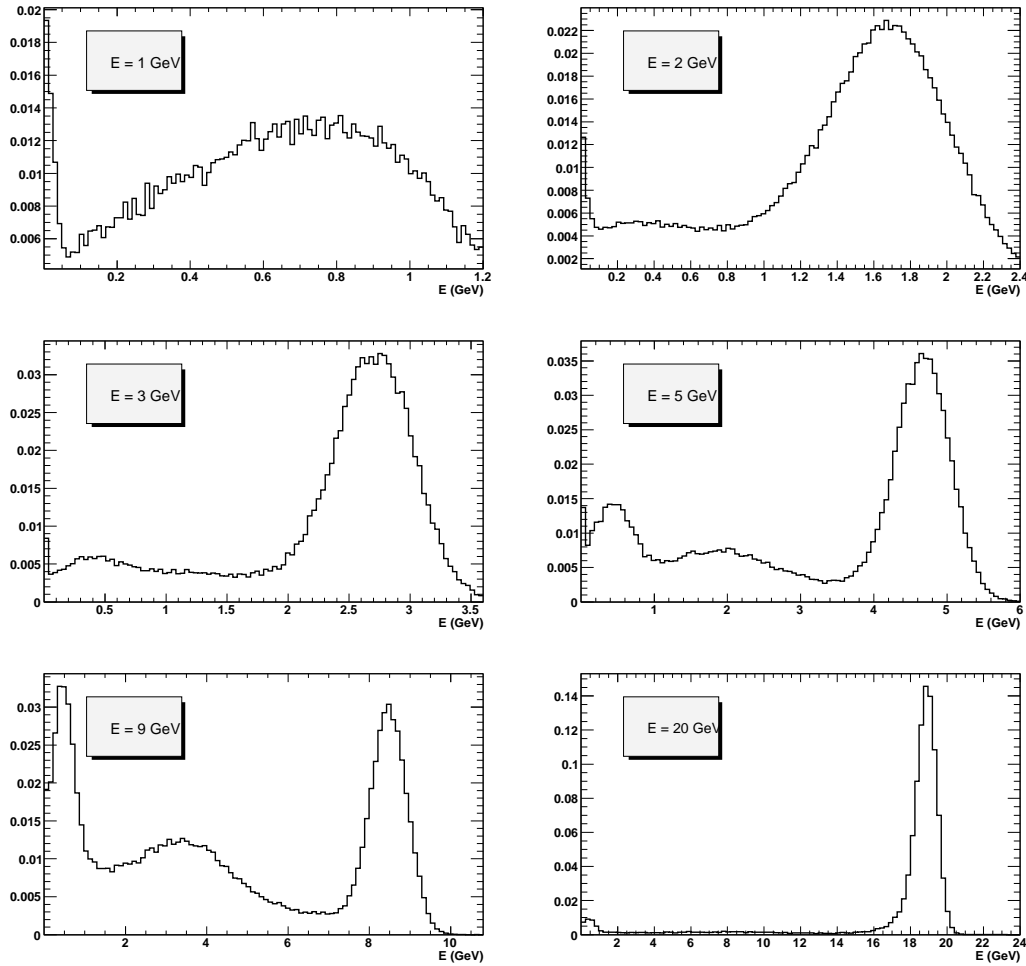 0.02
0.018
0.016
0.014
0.012
0.01
0.008
0.006
E = 1 GeV
0.2 0.4 0.6 0.8 1 1.2
E (GeV)
0.022
0.02
0.018
0.016
0.014
0.012
0.01
0.008
0.006
0.004
0.002
E = 2 GeV
0.2 0.4 0.6 0.8 1 1.2 1.4 1.6 1.8 2 2.2 2.4
E (GeV)
0.03
0.025
0.02
0.015
0.01
0.005
0
E = 3 GeV
0.5 1 1.5 2 2.5 3 3.5
E (GeV)
0.035
0.03
0.025
0.02
0.015
0.01
0.005
0
E = 5 GeV
1 2 3 4 5 6
E (GeV)
0.03
0.025
0.02
0.015
0.01
0.005
0
E = 9 GeV
2 4 6 8 10
E (GeV)
0.14
0.12
0.1
0.08
0.06
0.04
0.02
0
E = 20 GeV
2 4 6 8 10 12 14 16 18 20 22 24
E (GeV)